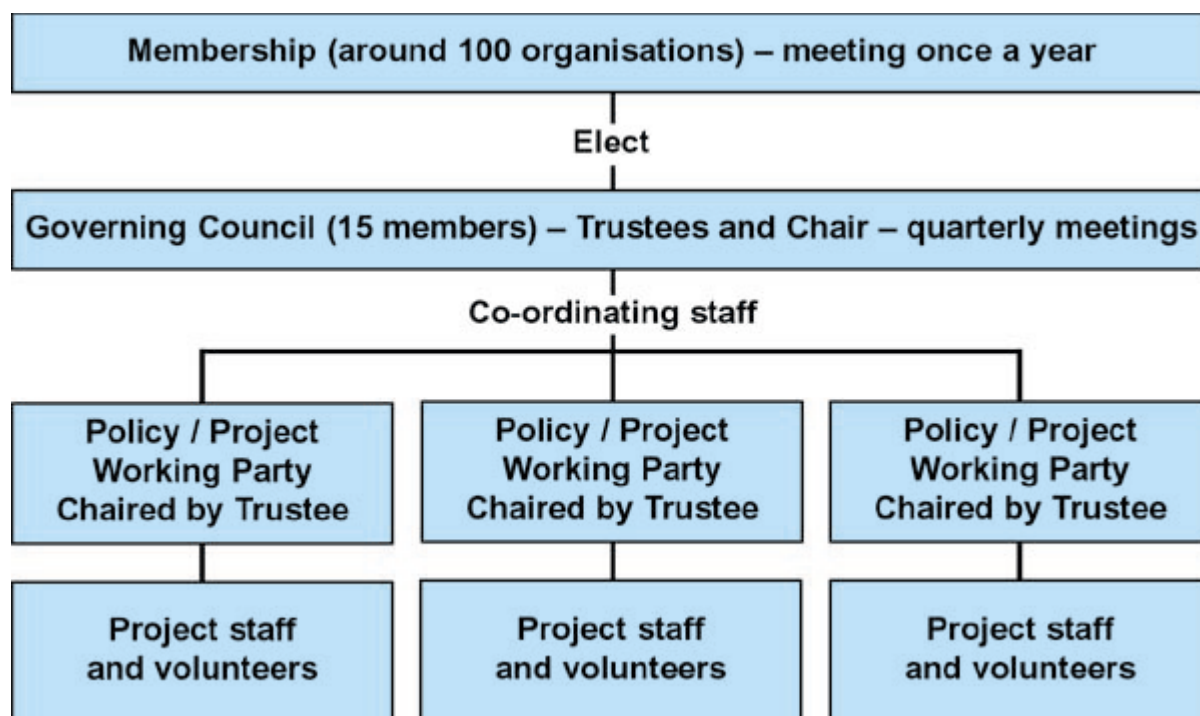 Membership (around 100 organisations) – meeting once a year
Elect
Governing Council (15 members) – Trustees and Chair – quarterly meetings
Co-ordinating staff
Policy / Project
Working Party
Chaired by Trustee
Policy / Project
Working Party
Chaired by Trustee
Policy / Project
Working Party
Chaired by Trustee
Project staff
and volunteers
Project staff
and volunteers
Project staff
and volunteers